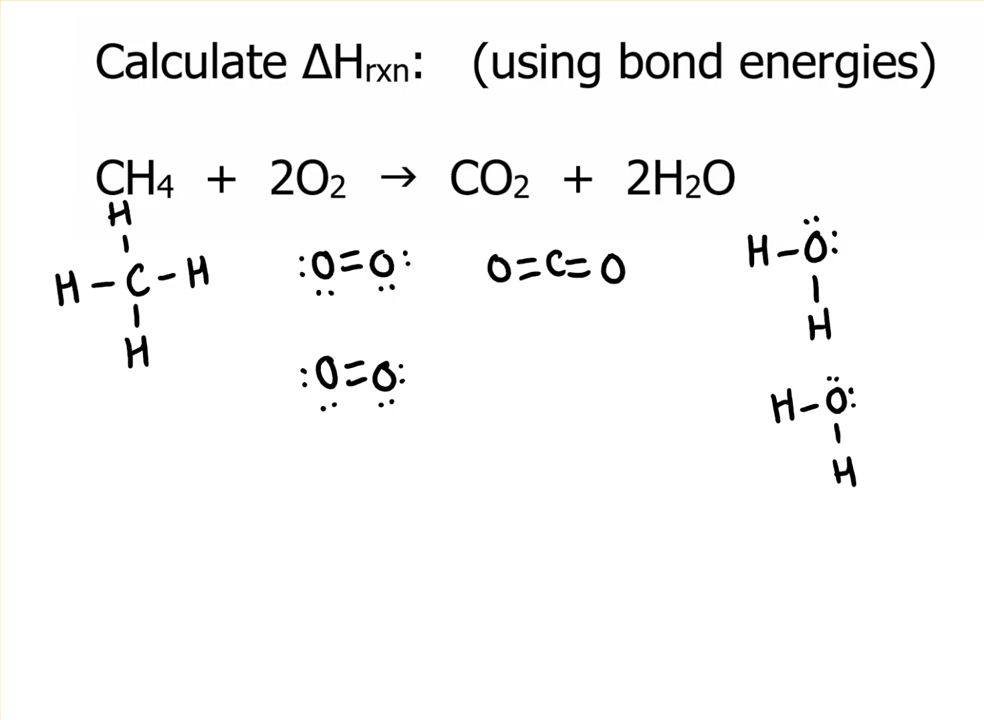 Calculate ΔHrxn: (using bond energies)
CH4 + 2O2 → CO2 + 2H2O
H
H–C–H
H
:O=O:
:O=O:
O=C=O
H–O:
H
H–O:
H